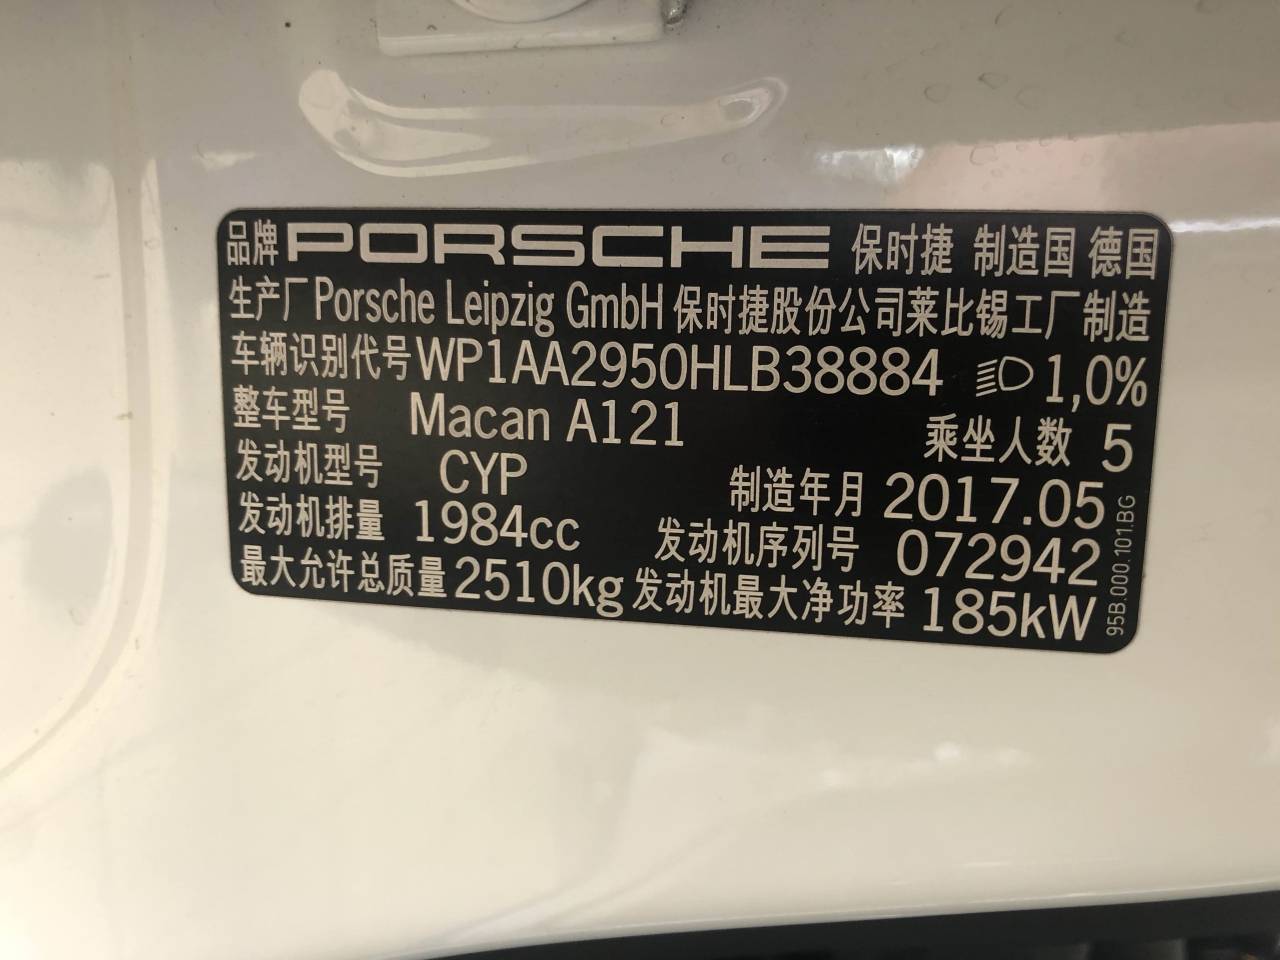 品牌 PORSCHE 保时捷 制造国 德国
生产厂 Porsche Leipzig GmbH 保时捷股份公司莱比锡工厂制造
车辆识别代号 WP1AA2950HLB38884 1,0%
整车型号 Macan A121 乘坐人数 5
发动机型号 CYP 制造年月 2017.05
发动机排量 1984cc 发动机序列号 072942
最大允许总质量 2510kg 发动机最大净功率 185kW
95B.000.101.BG